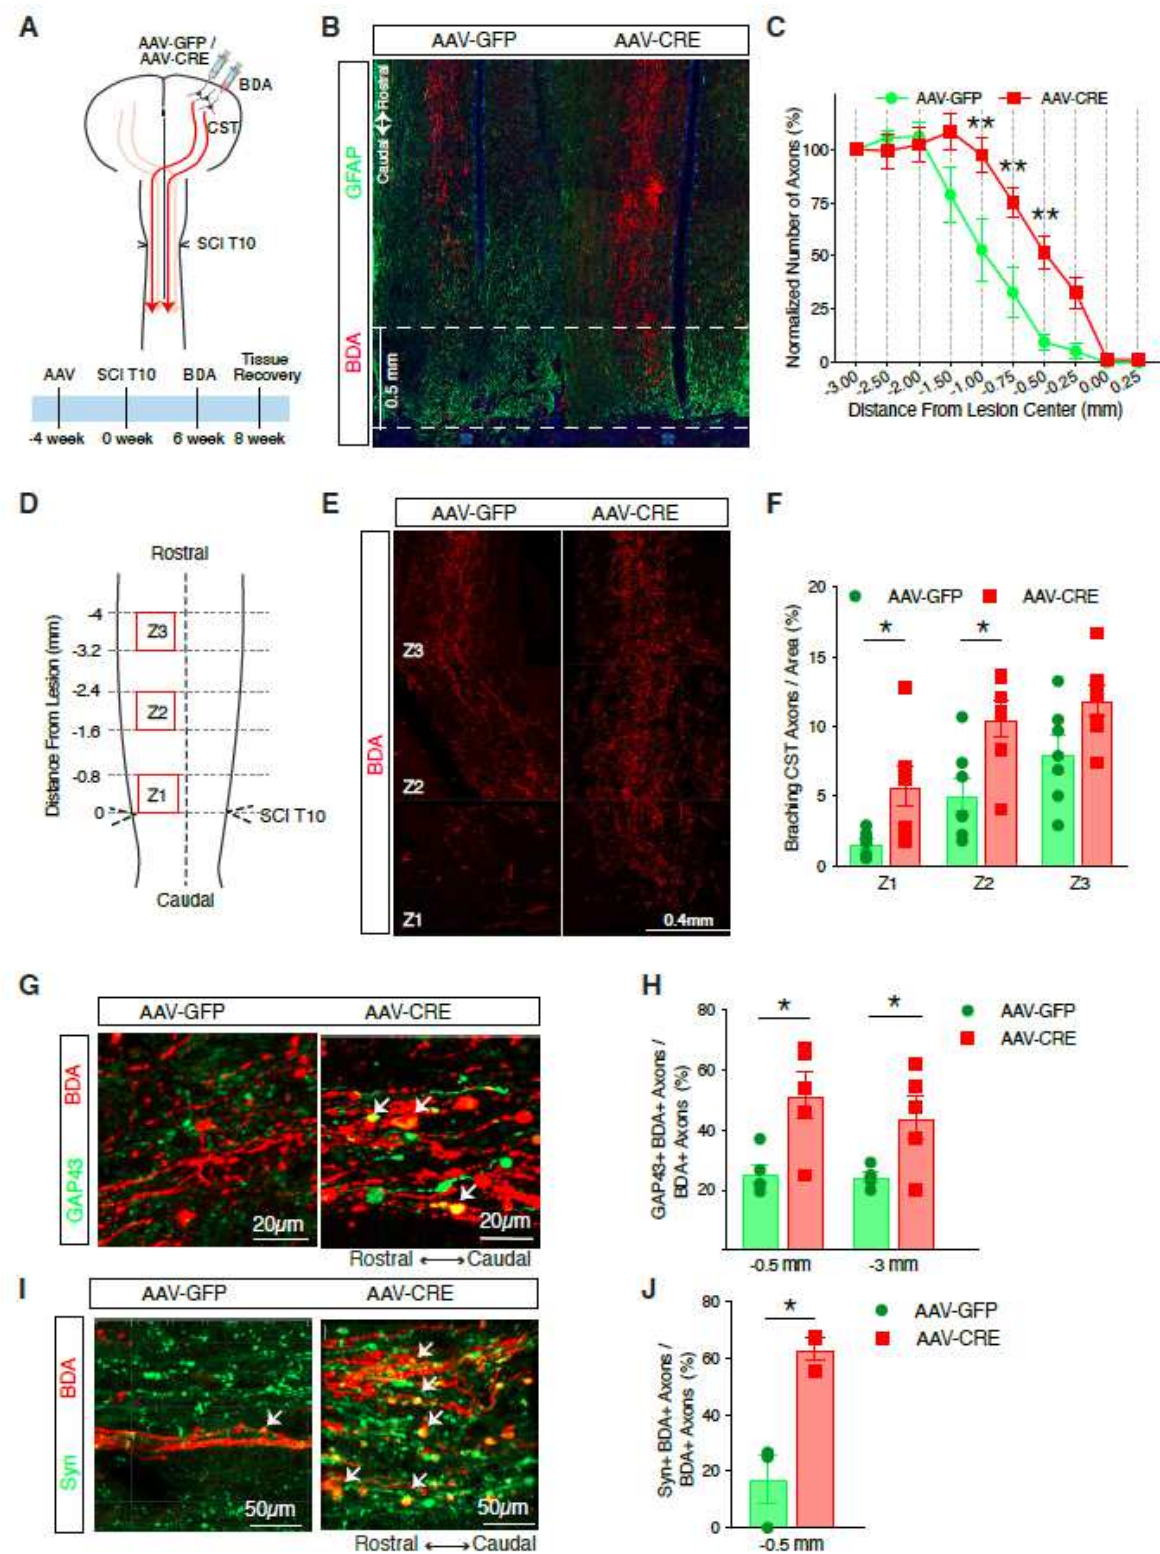 A
AAV-GFP /
AAV-CRE
BDA
CST
SCI T10
AAV SCI T10 BDA Tissue Recovery
-4 week 0 week 6 week 8 week
B
AAV-GFP AAV-CRE
GFAP
BDA
Caudal Rostral
0.5 mm
C
AAV-GFP AAV-CRE
** ** **
Normalized Number of Axons (%)
100
75
50
25
0
-3.00 -2.50 -2.00 -1.50 -1.00 -0.75 -0.50 -0.25 0.00 0.25
Distance From Lesion Center (mm)
D
Rostral
Distance From Lesion (mm)
-4
Z3
-3.2
-2.4
Z2
-1.6
-0.8
Z1
0
SCI T10
Caudal
E
AAV-GFP AAV-CRE
BDA
Z3
Z2
Z1
0.4mm
F
Braching CST Axons / Area (%)
20
15
10
5
0
AAV-GFP AAV-CRE
* *
Z1 Z2 Z3
G
AAV-GFP AAV-CRE
BDA
GAP43
20µm 20µm
Rostral Caudal
H
GAP43+ BDA+ Axons /
BDA+ Axons (%)
80
60
40
20
* *
AAV-GFP
AAV-CRE
-0.5 mm -3 mm
I
AAV-GFP AAV-CRE
BDA
Syn
50µm 50µm
Rostral Caudal
J
Syn+ BDA+ Axons /
BDA+ Axons (%)
80
60
40
20
0
*
AAV-GFP
AAV-CRE
-0.5 mm